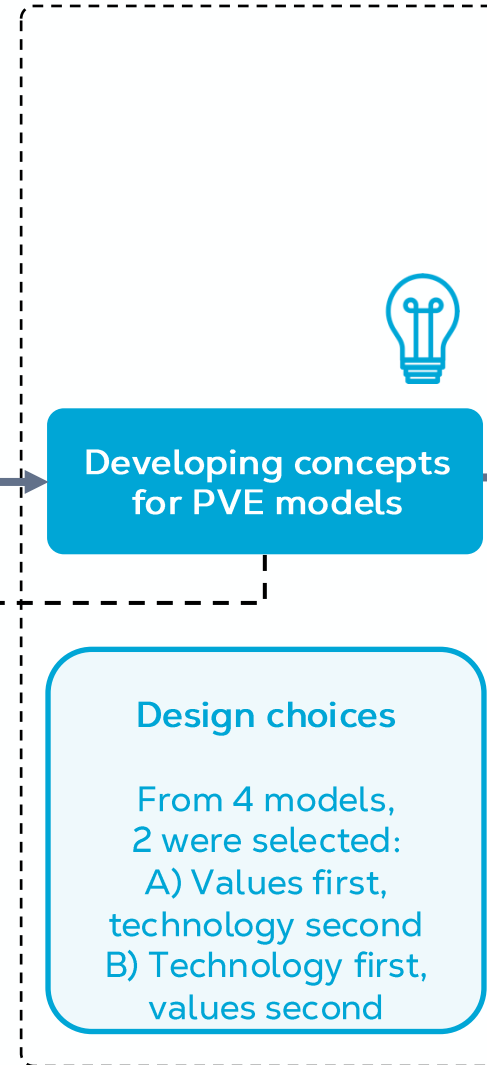 Developing concepts
for PVE models
Design choices
From 4 models,
2 were selected:
A) Values first,
technology second
B) Technology first,
values second